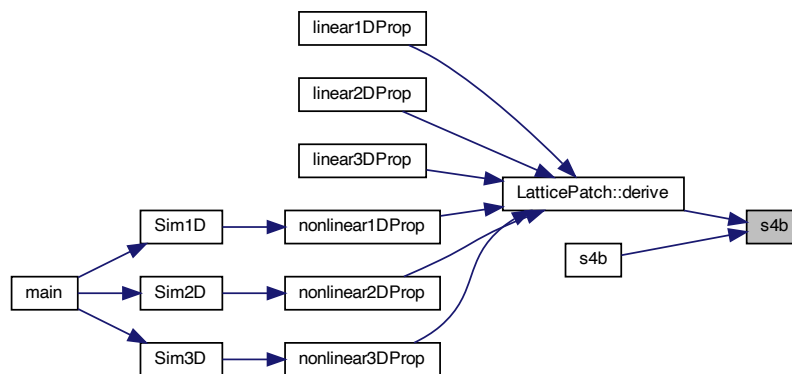 linear1DProp
linear2DProp
linear3DProp
LatticePatch::derive
Sim1D
nonlinear1DProp
s4b
s4b
main
Sim2D
nonlinear2DProp
Sim3D
nonlinear3DProp